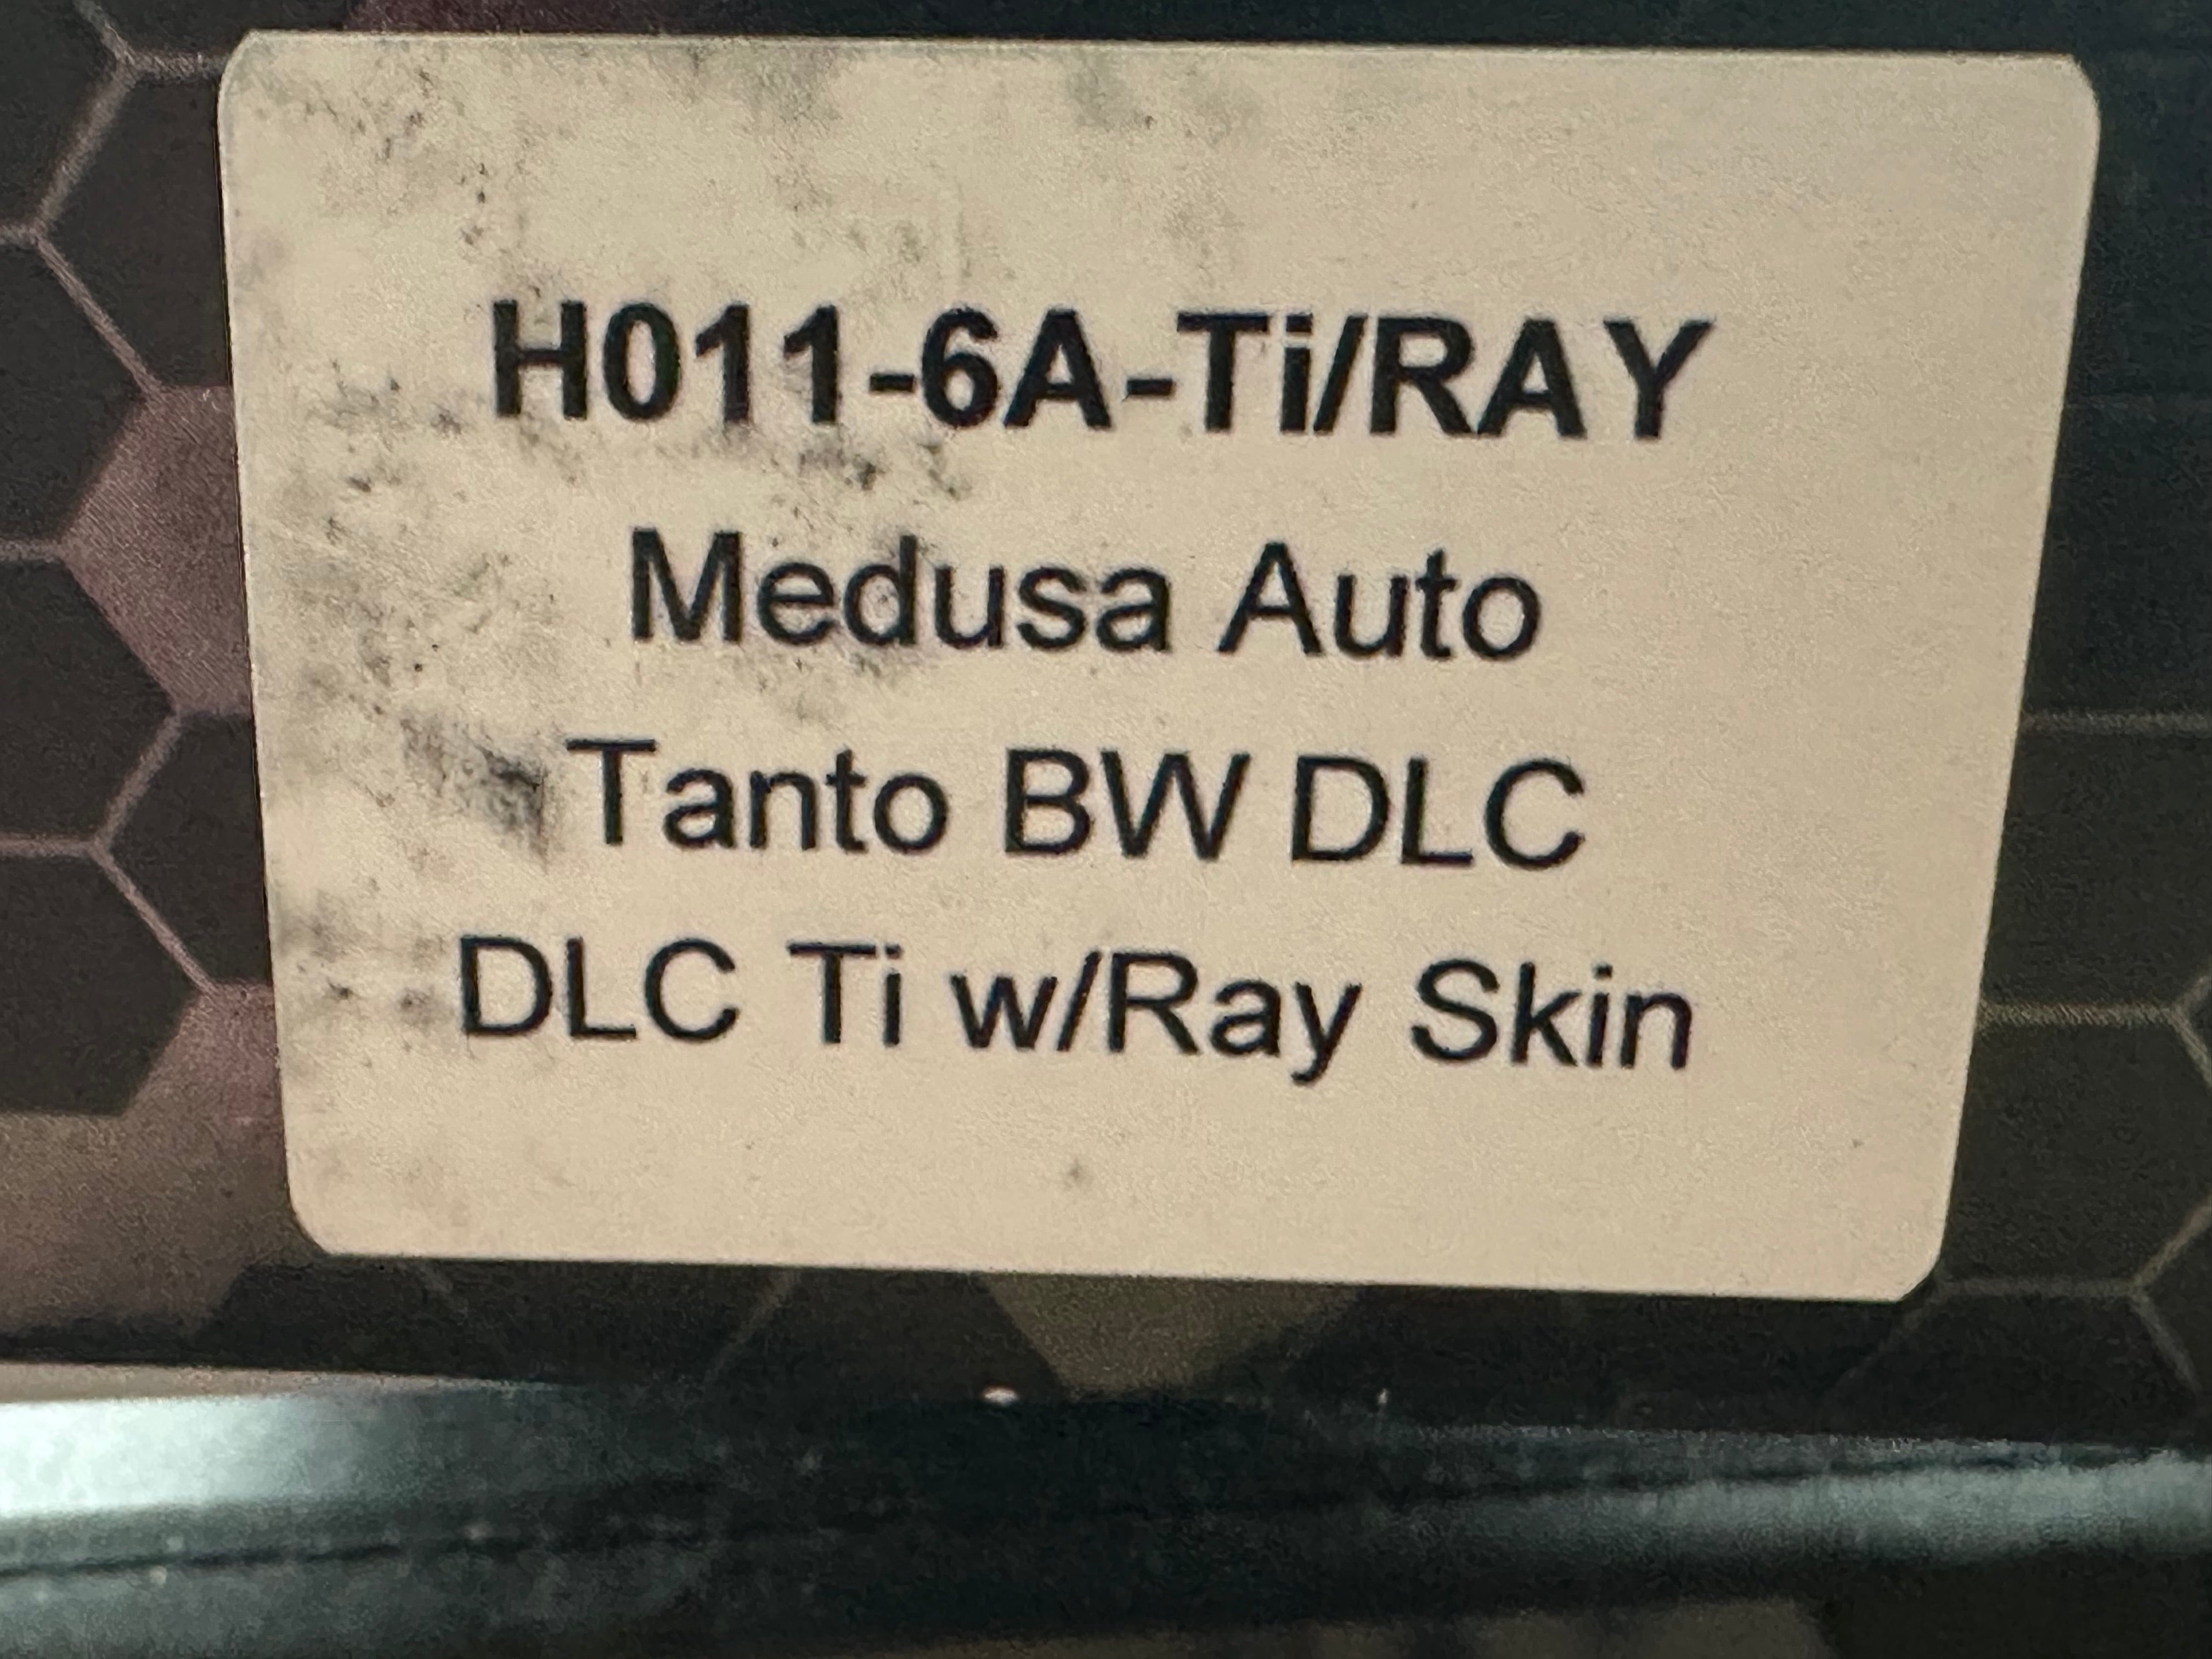 H011-6A-Ti/RAY
Medusa Auto
Tanto BW DLC
DLC Ti w/Ray Skin